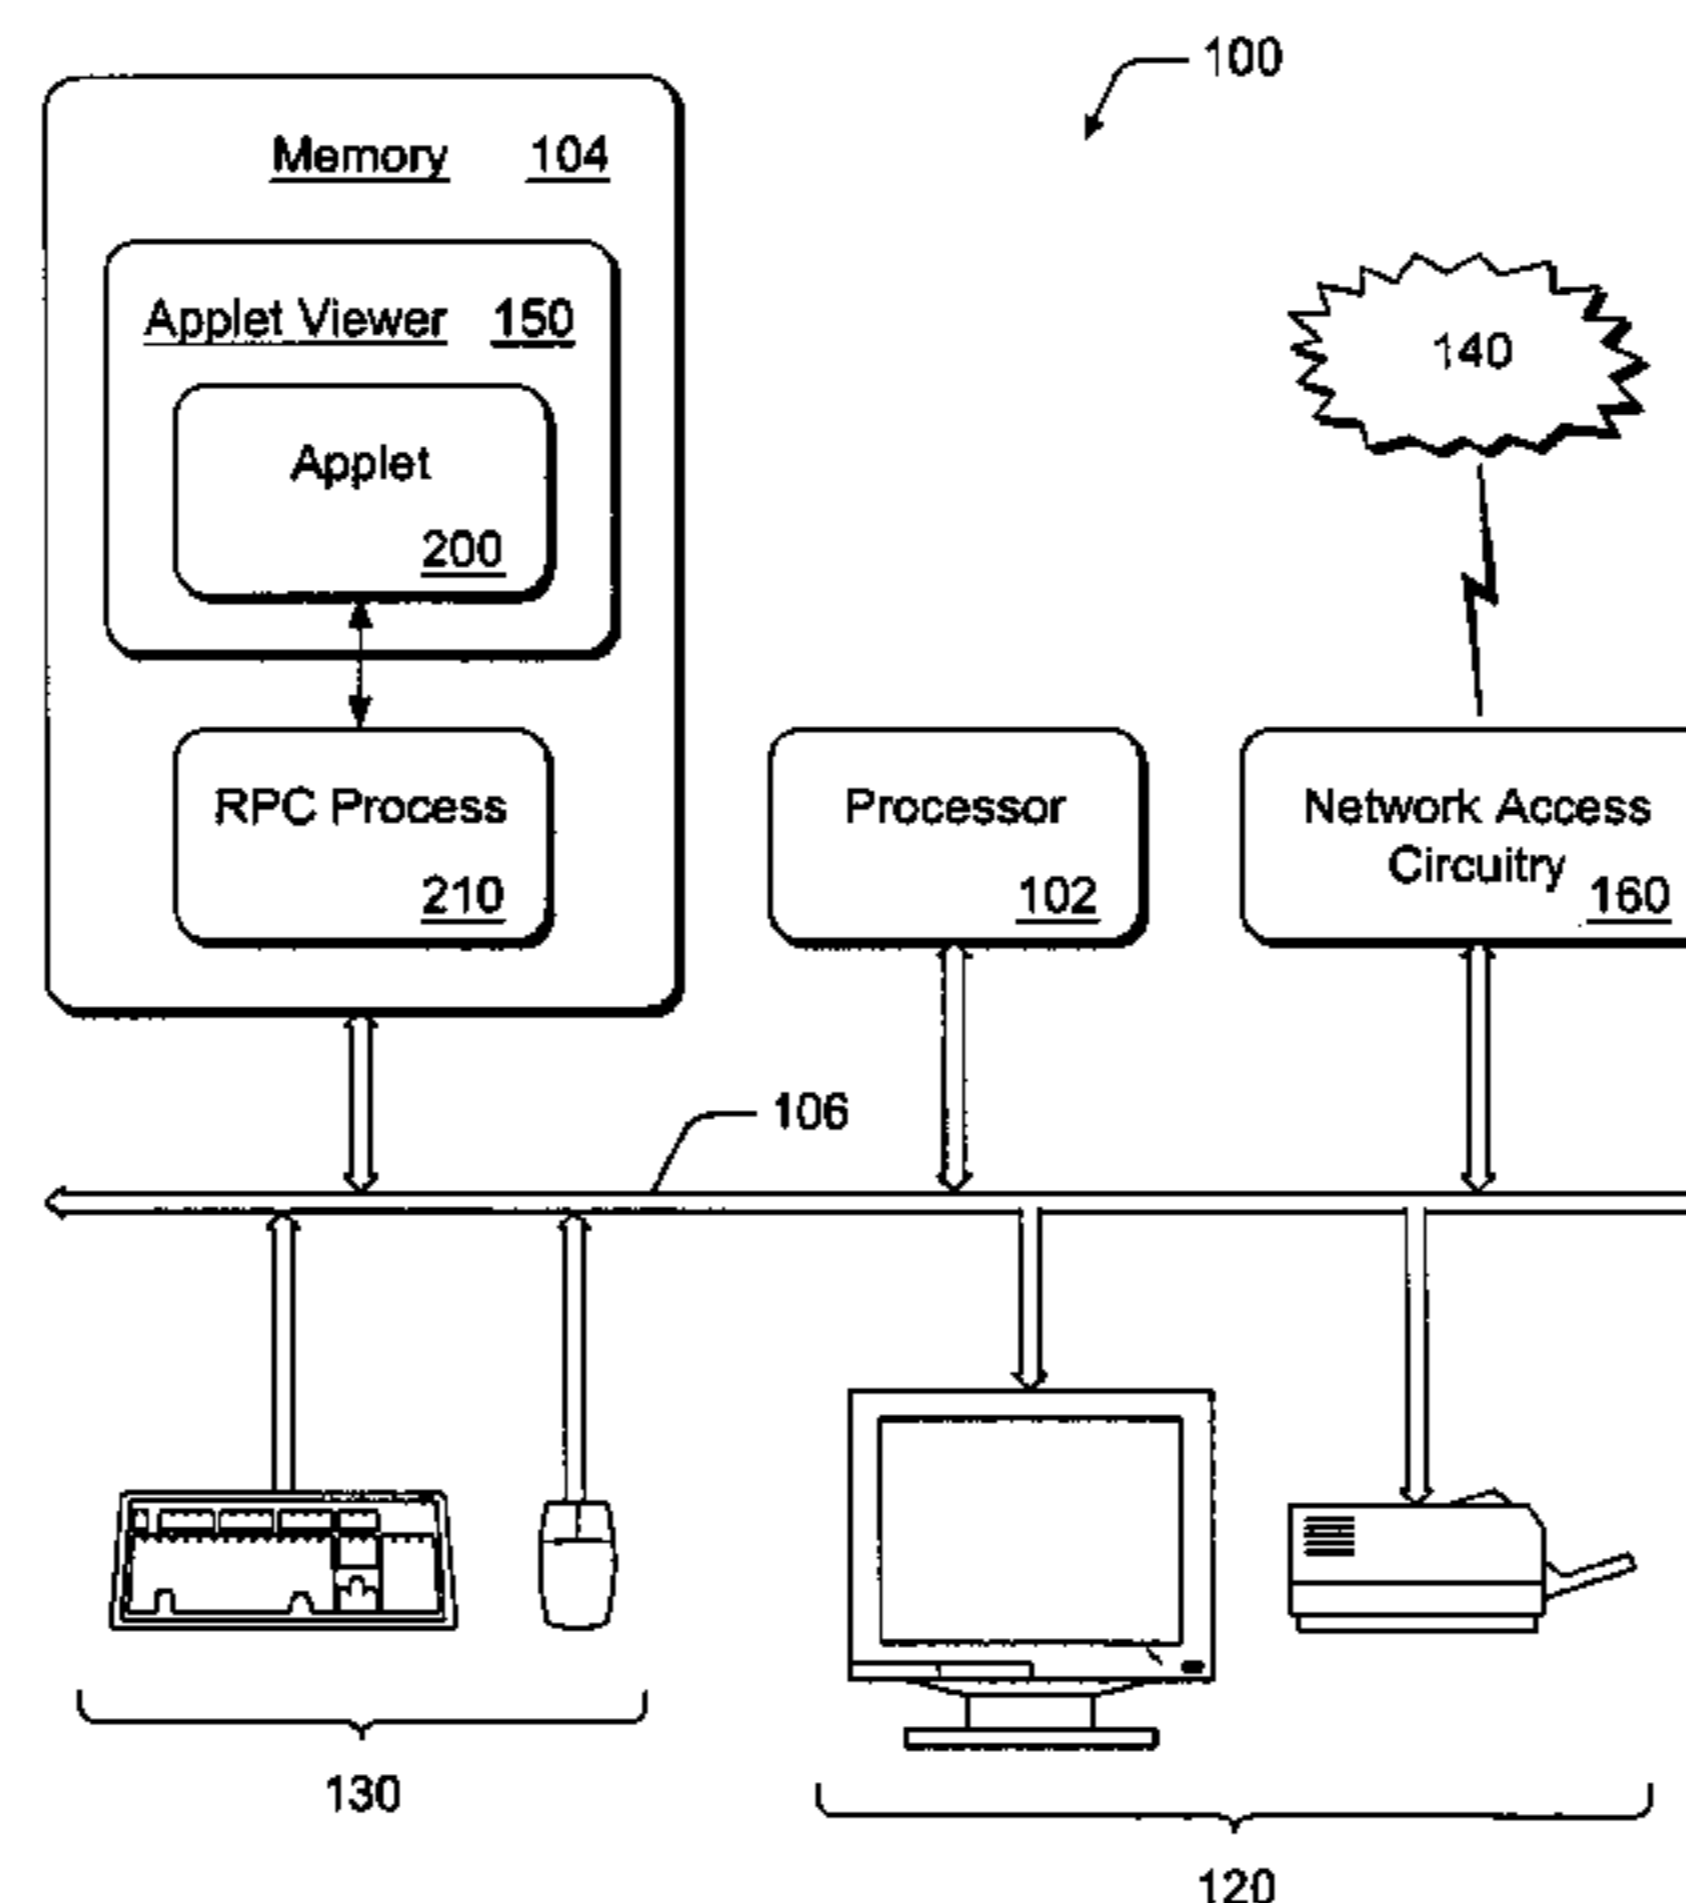 100
Memory 104
Applet Viewer 150
140
Applet
200
RPC Process
210
Processor
102
Network Access
Circuitry
160
106
130
120